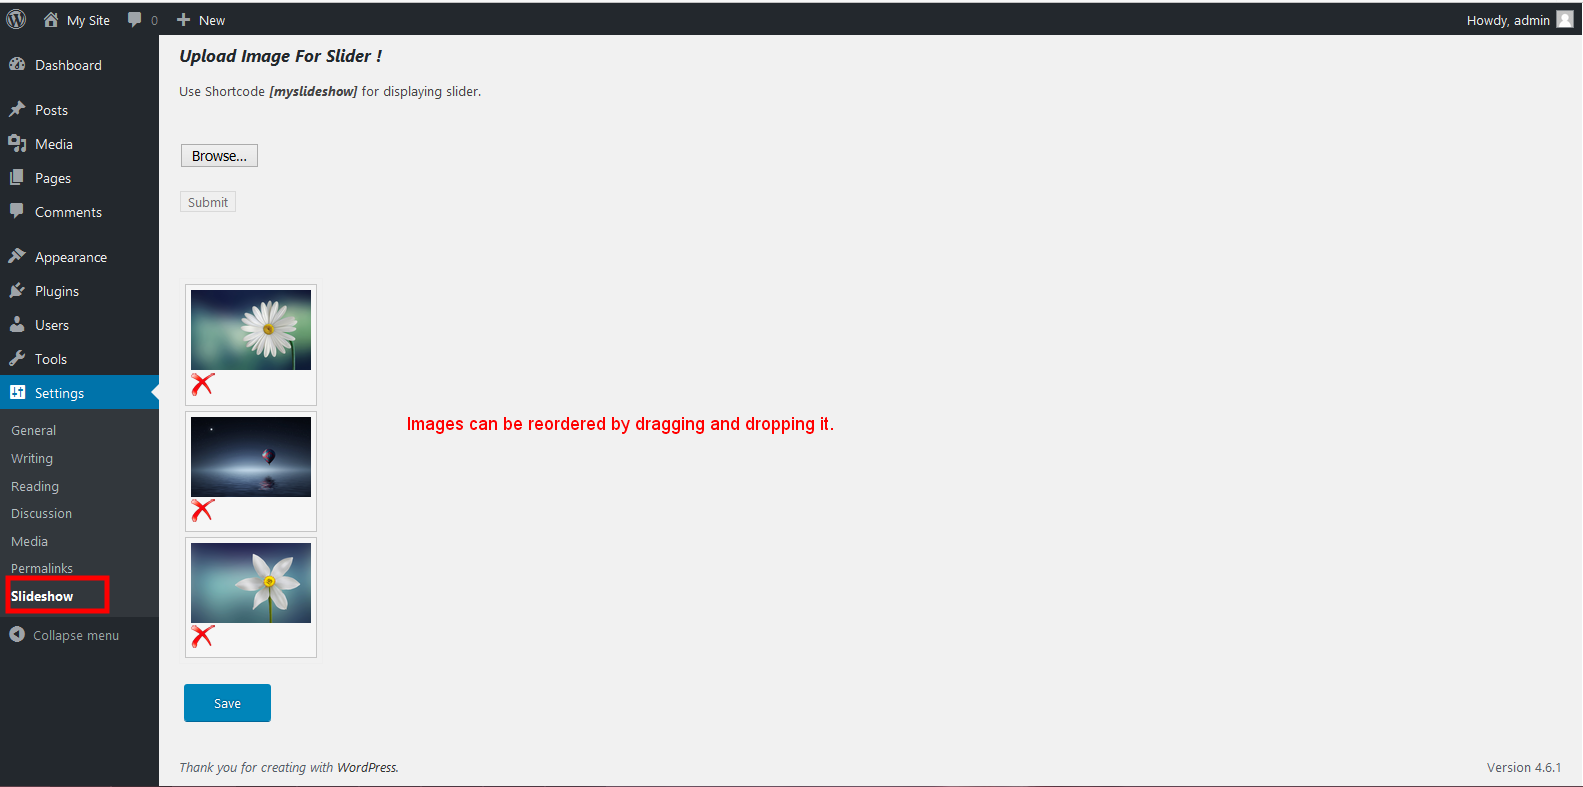 My Site 0 New Howdy, admin
Dashboard
Posts
Media
Pages
Comments
Appearance
Plugins
Users
Tools
Settings
General
Writing
Reading
Discussion
Media
Permalinks
Slideshow
Collapse menu
Upload Image For Slider !
Use Shortcode [myslideshow] for displaying slider.
Browse...
Submit
Images can be reordered by dragging and dropping it.
Save
Thank you for creating with WordPress.
Version 4.6.1